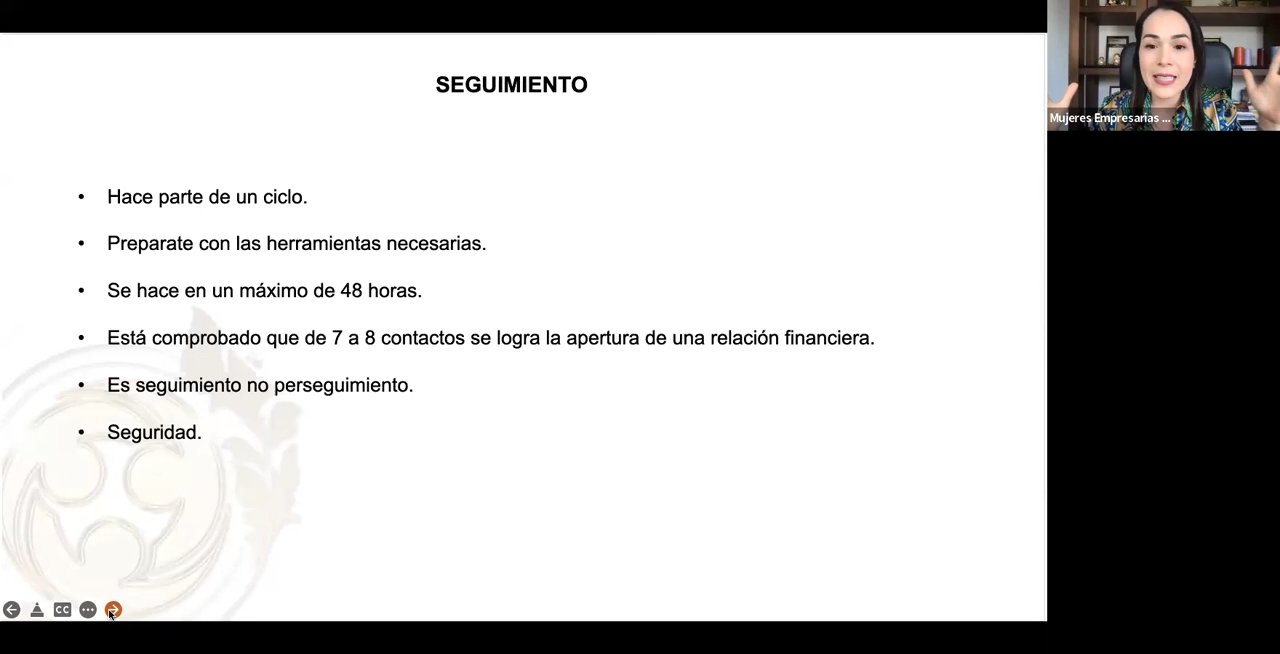 SEGUIMIENTO
• Hace parte de un ciclo.
• Preparate con las herramientas necesarias.
• Se hace en un máximo de 48 horas.
• Está comprobado que de 7 a 8 contactos se logra la apertura de una relación financiera.
• Es seguimiento no perseguimiento.
• Seguridad.
Mujeres Empresarias ...
CC